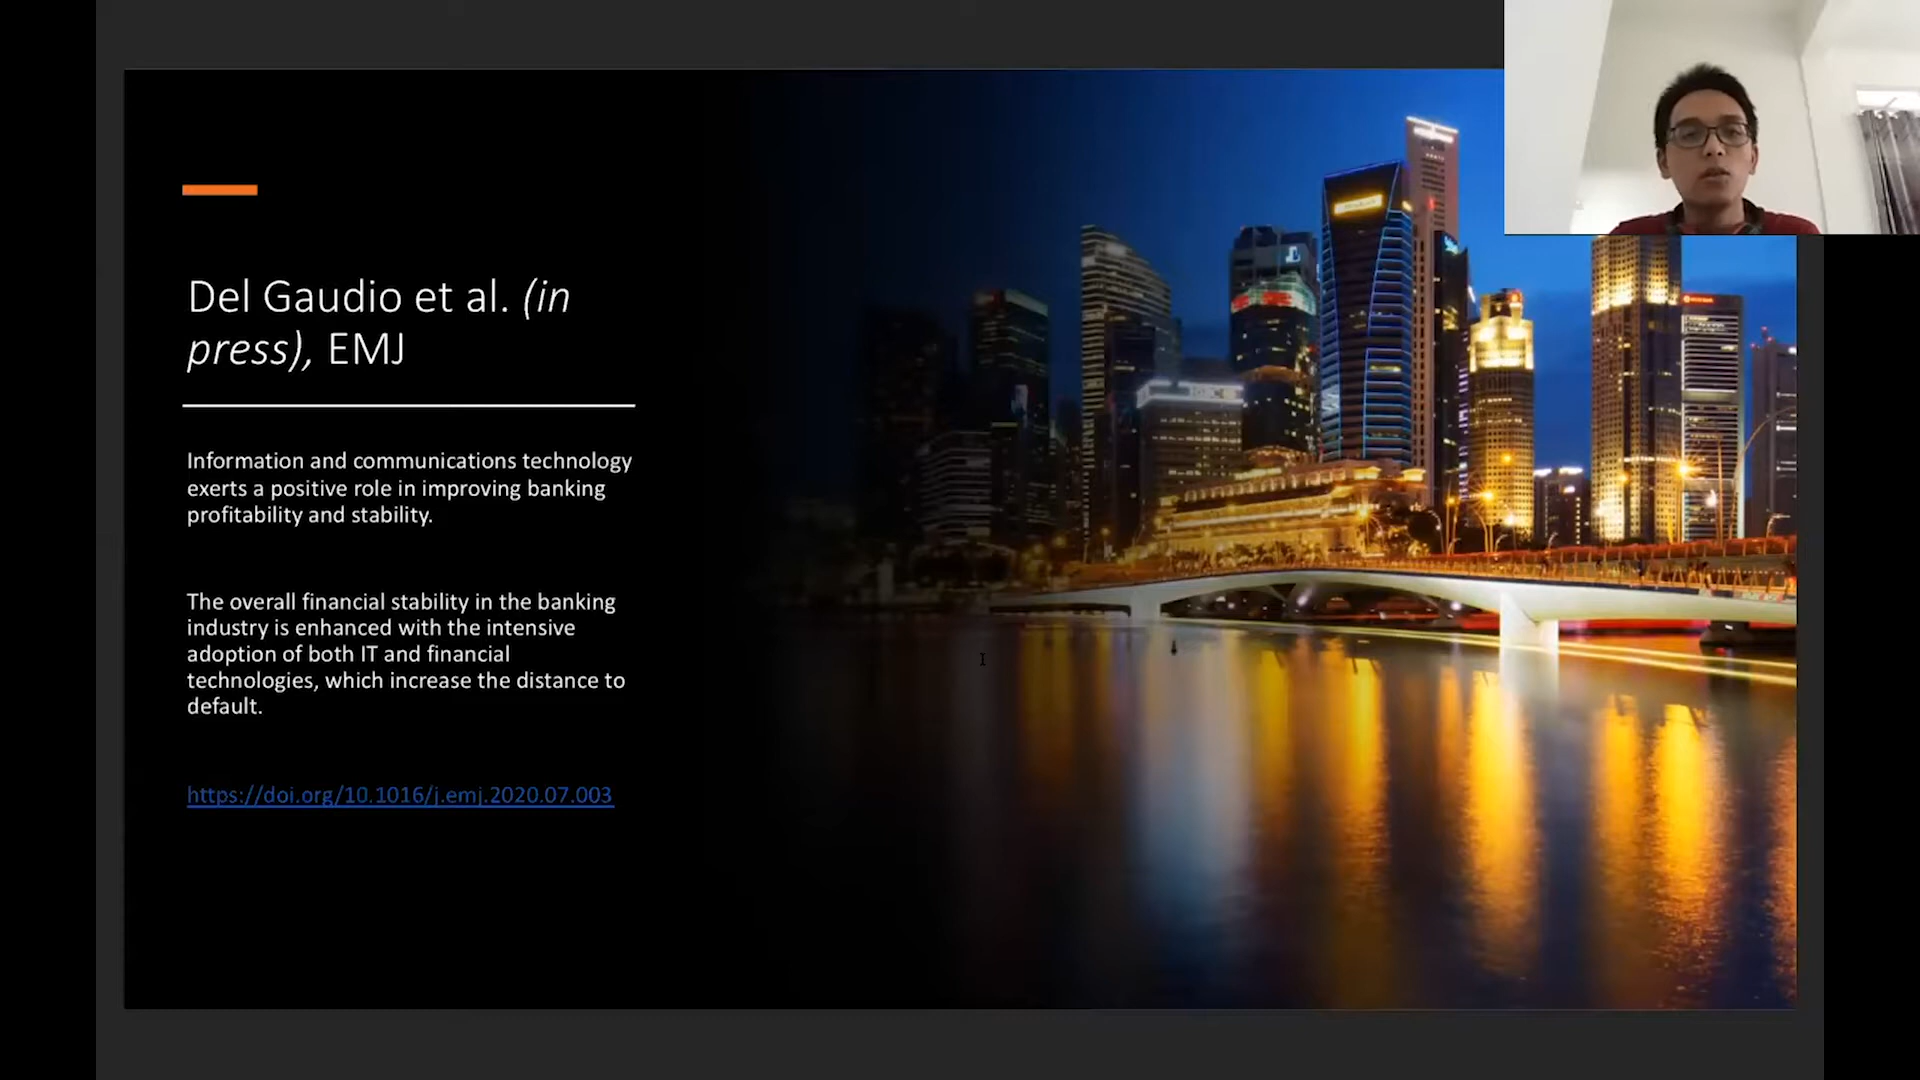 Del Gaudio et al. (in
press), EMJ
Information and communications technology
exerts a positive role in improving banking
profitability and stability.
The overall financial stability in the banking
industry is enhanced with the intensive
adoption of both IT and financial
technologies, which increase the distance to
default.
https://doi.org/10.1016/j.emj.2020.07.003